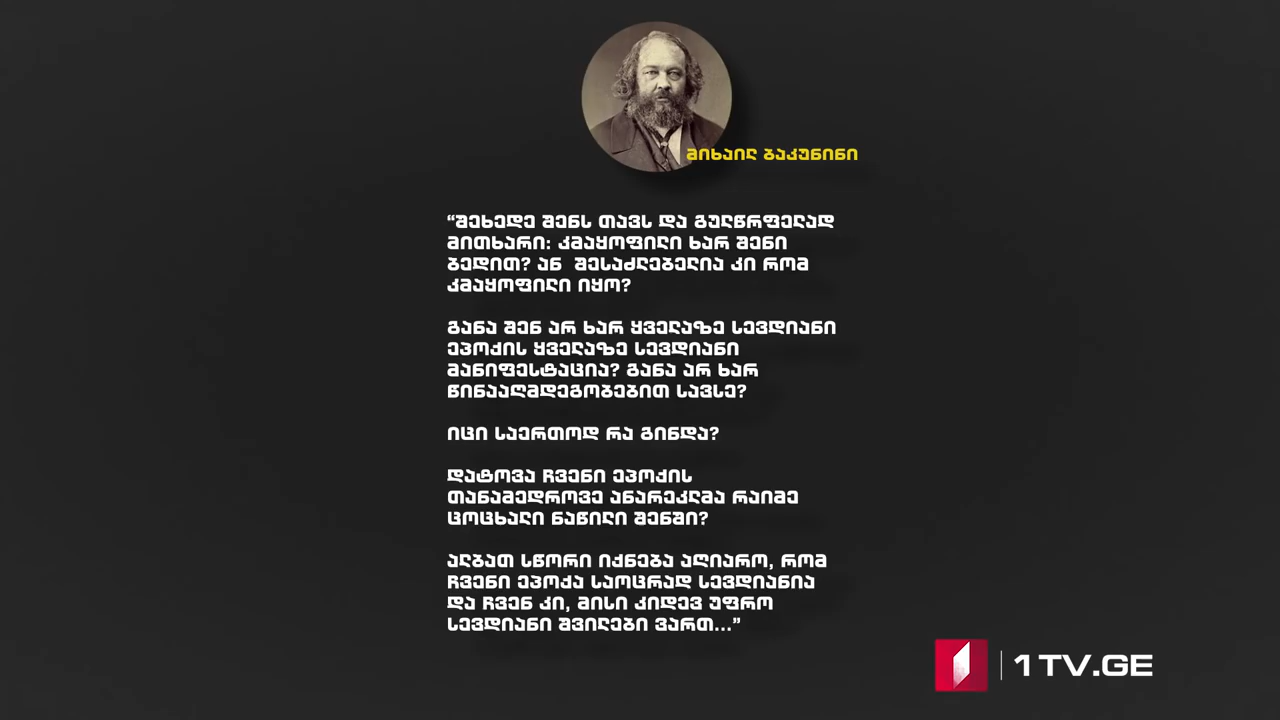 მიხაილ ბაკუნინი
“შეხედე შენს თავს და გულწრფელად
მითხარი: კმაყოფილი ხარ შენი
ბედით? ან შესაძლებელია კი რომ
კმაყოფილი იყო?
განა შენ არ ხარ ყველაზე სევდიანი
ეპოქის ყველაზე სევდიანი
მანიფესტაცია? განა არ ხარ
წინააღმდეგობებით სავსე?
იცი საერთოდ რა გინდა?
დატოვა ჩვენი ეპოქის
თანამედროვე ანარეკლმა რაიმე
ცოცხალი ნაწილი შენში?
ალბათ სწორი იქნება აღიარო, რომ
ჩვენი ეპოქა საოცრად სევდიანია
და ჩვენ კი, მისი კიდევ უფრო
სევდიანი შვილები ვართ...”
1TV.GE